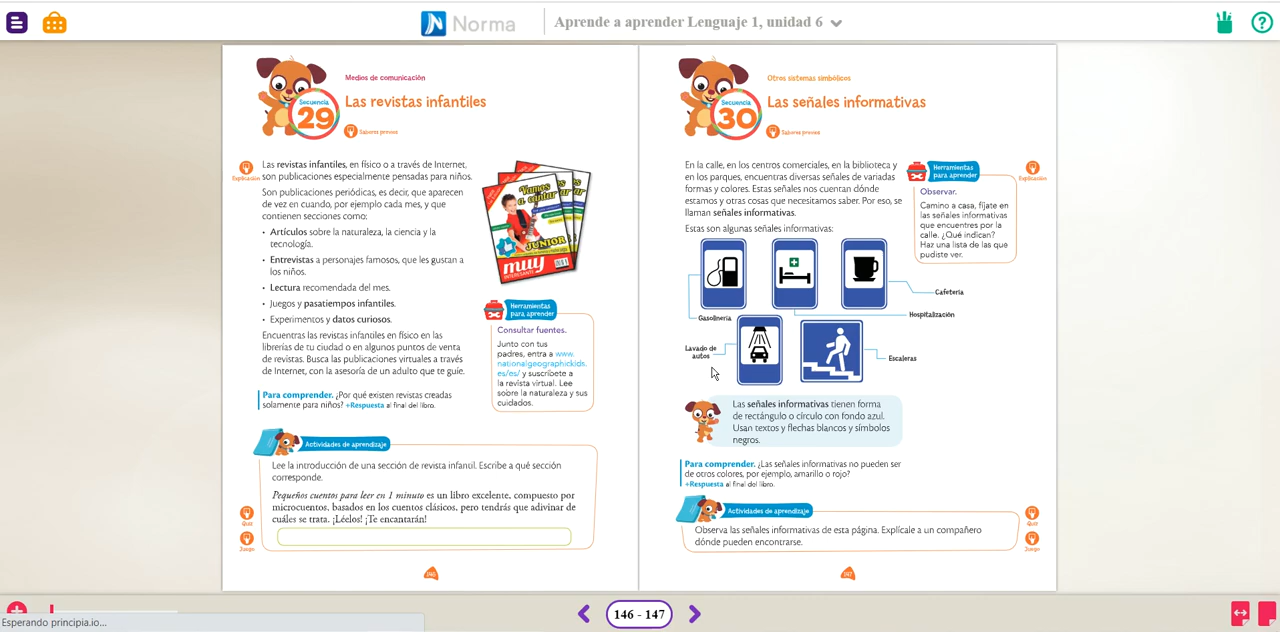 Norma
Aprende a aprender Lenguaje 1, unidad 6
Medios de comunicación
Secuencia
29
Las revistas infantiles
Saberes previos
Explicación
Las revistas infantiles, en físico o a través de Internet,
son publicaciones especialmente pensadas para niños.
Son publicaciones periódicas, es decir, que aparecen
de vez en cuando, por ejemplo cada mes, y que
contienen secciones como:
• Artículos sobre la naturaleza, la ciencia y la
tecnología.
• Entrevistas a personajes famosos, que les gustan a
los niños.
• Lectura recomendada del mes.
• Juegos y pasatiempos infantiles.
• Experimentos y datos curiosos.
Encuentras las revistas infantiles en físico en las
librerías de tu ciudad o en algunos puntos de venta
de revistas. Busca las publicaciones virtuales a través
de Internet, con la asesoría de un adulto que te guíe.
Vamos
a cantar
JUNIOR
muy
INTERESANTE
Herramientas
para aprender
Consultar fuentes.
Junto con tus
padres, entra a www.
nationalgeographickids.
es/es/ y suscríbete a
la revista virtual. Lee
sobre la naturaleza y sus
cuidados.
Para comprender. ¿Por qué existen revistas creadas
solamente para niños? +Respuesta al final del libro.
Actividades de aprendizaje
Lee la introducción de una sección de revista infantil. Escribe a qué sección
corresponde.
Pequeños cuentos para leer en 1 minuto es un libro excelente, compuesto por
microcuentos, basados en los cuentos clásicos, pero tendrás que adivinar de
cuáles se trata. ¡Léelos! ¡Te encantarán!
Quiz
Juego
146
Otros sistemas simbólicos
Secuencia
30
Las señales informativas
Saberes previos
En la calle, en los centros comerciales, en la biblioteca y
en los parques, encuentras diversas señales de variadas
formas y colores. Estas señales nos cuentan dónde
estamos y otras cosas que necesitamos saber. Por eso, se
llaman señales informativas.
Estas son algunas señales informativas:
Herramientas
para aprender
Explicación
Observar.
Camino a casa, fíjate en
las señales informativas
que encuentres por la
calle. ¿Qué indican?
Haz una lista de las que
pudiste ver.
Cafetería
Hospitalización
Gasolinería
Lavado de
autos
Escaleras
Las señales informativas tienen forma
de rectángulo o círculo con fondo azul.
Usan textos y flechas blancos y símbolos
negros.
Para comprender. ¿Las señales informativas no pueden ser
de otros colores, por ejemplo, amarillo o rojo?
+Respuesta al final del libro.
Actividades de aprendizaje
Observa las señales informativas de esta página. Explícale a un compañero
dónde pueden encontrarse.
Quiz
Juego
147
146 - 147
Esperando principia.io...